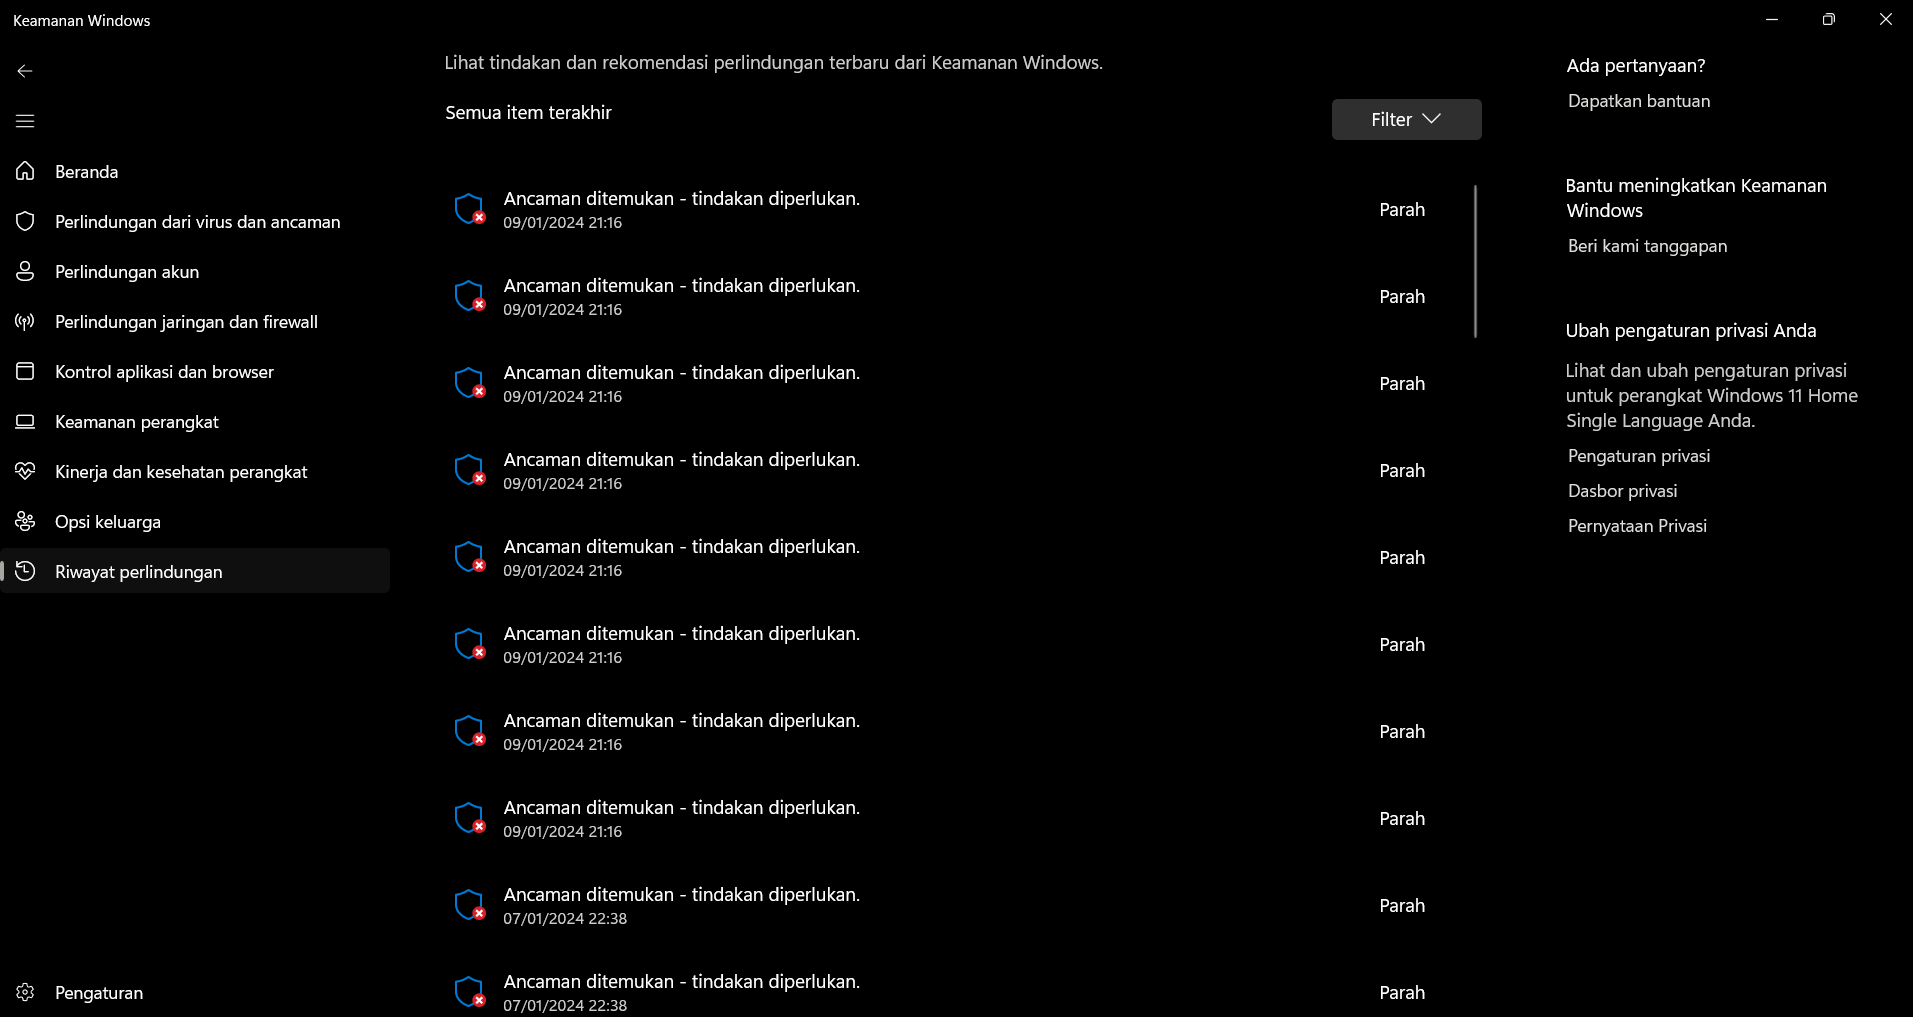 Keamanan Windows
Beranda
Perlindungan dari virus dan ancaman
Perlindungan akun
Perlindungan jaringan dan firewall
Kontrol aplikasi dan browser
Keamanan perangkat
Kinerja dan kesehatan perangkat
Opsi keluarga
Riwayat perlindungan
Pengaturan
Lihat tindakan dan rekomendasi perlindungan terbaru dari Keamanan Windows.
Semua item terakhir
Filter
Ancaman ditemukan - tindakan diperlukan.
09/01/2024 21:16
Parah
Ancaman ditemukan - tindakan diperlukan.
09/01/2024 21:16
Parah
Ancaman ditemukan - tindakan diperlukan.
09/01/2024 21:16
Parah
Ancaman ditemukan - tindakan diperlukan.
09/01/2024 21:16
Parah
Ancaman ditemukan - tindakan diperlukan.
09/01/2024 21:16
Parah
Ancaman ditemukan - tindakan diperlukan.
09/01/2024 21:16
Parah
Ancaman ditemukan - tindakan diperlukan.
09/01/2024 21:16
Parah
Ancaman ditemukan - tindakan diperlukan.
09/01/2024 21:16
Parah
Ancaman ditemukan - tindakan diperlukan.
07/01/2024 22:38
Parah
Ancaman ditemukan - tindakan diperlukan.
07/01/2024 22:38
Parah
Ada pertanyaan?
Dapatkan bantuan
Bantu meningkatkan Keamanan
Windows
Beri kami tanggapan
Ubah pengaturan privasi Anda
Lihat dan ubah pengaturan privasi
untuk perangkat Windows 11 Home
Single Language Anda.
Pengaturan privasi
Dasbor privasi
Pernyataan Privasi